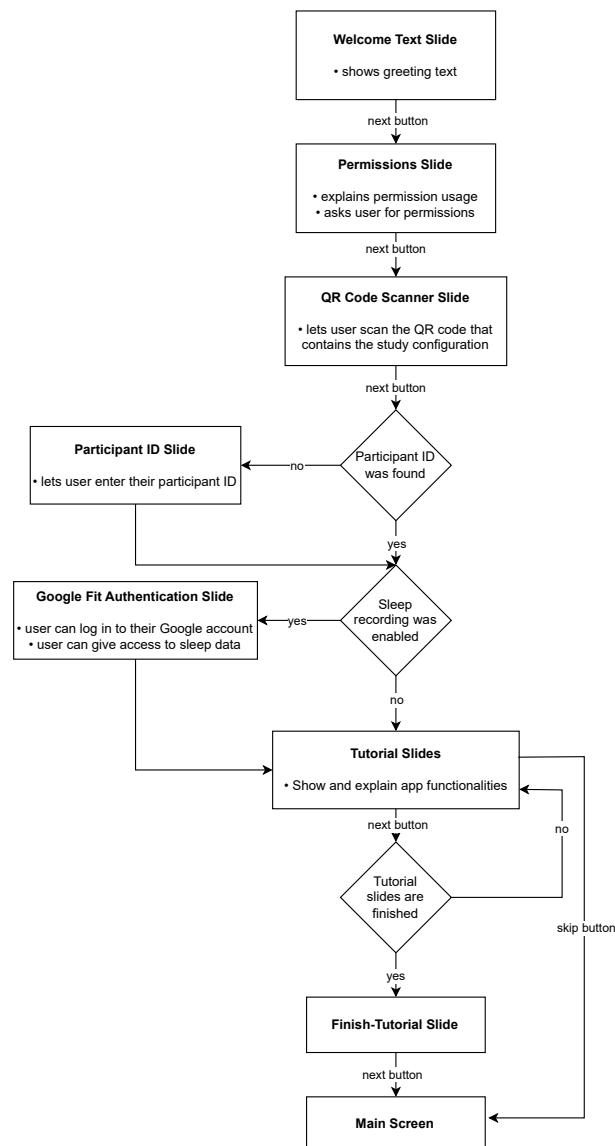 Welcome Text Slide
• shows greeting text
next button
Permissions Slide
• explains permission usage
• asks user for permissions
next button
QR Code Scanner Slide
• lets user scan the QR code that
contains the study configuration
next button
Participant ID
was found
no
Participant ID Slide
• lets user enter their participant ID
yes
Sleep
recording was
enabled
yes
Google Fit Authentication Slide
• user can log in to their Google account
• user can give access to sleep data
no
Tutorial Slides
• Show and explain app functionalities
next button
no
Tutorial
slides are
finished
skip button
yes
Finish-Tutorial Slide
next button
Main Screen